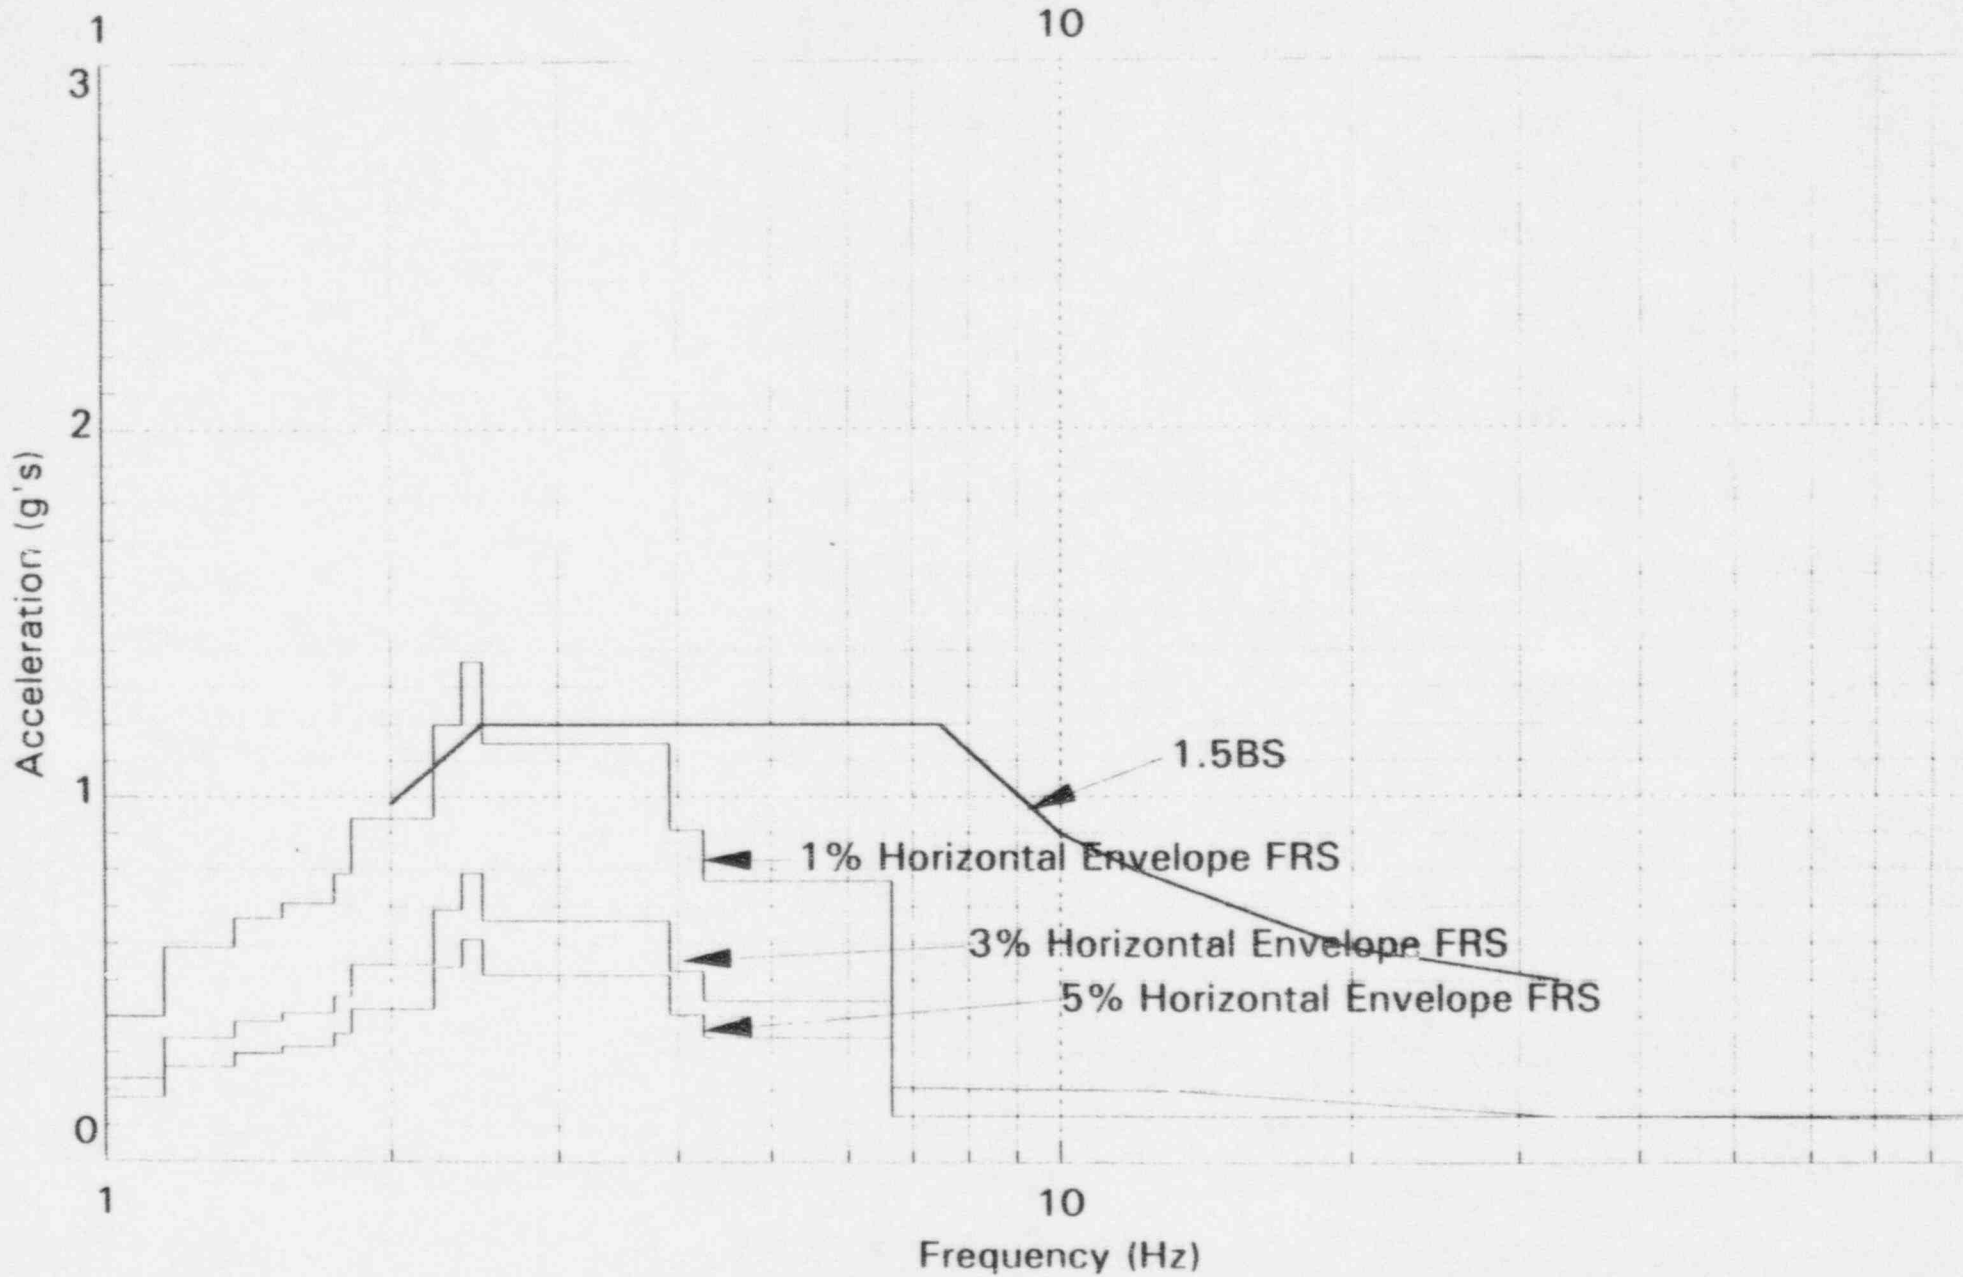 1 10
3
2
1
0
Acceleration (g's)
1.5BS
1% Horizontal Envelope FRS
3% Horizontal Envelope FRS
5% Horizontal Envelope FRS
1 10
Frequency (Hz)